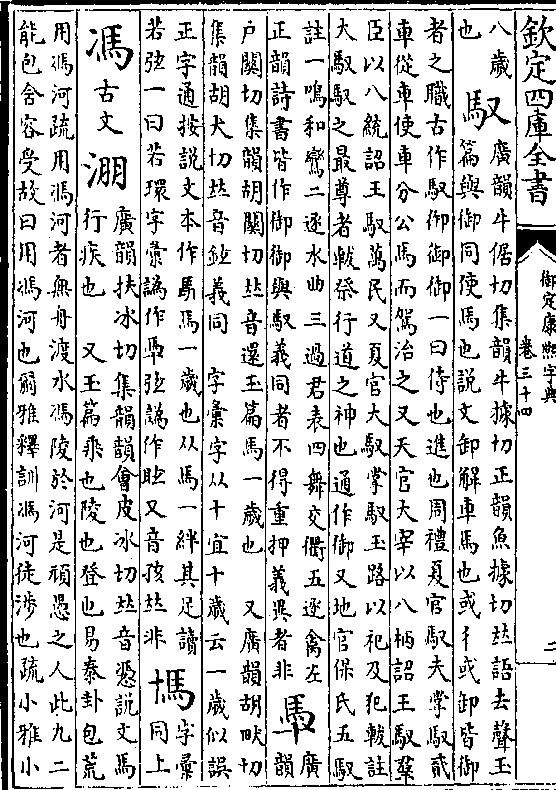 欽定四庫全書
御定康熙字典
卷三十四
二
八歲
也
馭
廣韻牛倨切集韻牛據切正韻魚據切𠀤語去聲玉
篇與御同使馬也說文卸解車馬也或彳或卸皆御
者之職古作馭御御御一曰侍也進也周禮夏官馭夫掌馭貳
車從車使車分公馬而駕治之又天官大宰以八柄詔王馭羣
臣以八統詔王馭萬民又夏官大馭掌馭玉路以祀及犯軷註
大馭馭之最尊者軷祭行道之神也通作御又地官保氏五馭
註一鳴和鸞二逐水曲三過君表四舞交衢五逐禽左
正韻詩書皆作御御與馭義同者不得重押義異者非
馬
廣
韻
户關切集韻胡關切𠀤音還玉篇馬一歲也 又廣韻胡畎切
集韻胡犬切𠀤音鉉義同 字彙字从十宜十歲云一歲似誤
正字通按說文本作馬馬一歲也从馬一絆其足讀
若弦一曰若環字彙譌作馬弦譌作眩又音孩𠀤非
䭴
字彙
同上
馮
古文
淜
廣韻扶冰切集韻韻會皮冰切𠀤音憑說文馬
行疾也 又玉篇乘也陵也登也易泰卦包荒
用馮河疏用馮河者無舟渡水馮陵於河是頑愚之人此九二
能包含容受故曰用馮河也爾雅釋訓馮河徒涉也疏小雅小